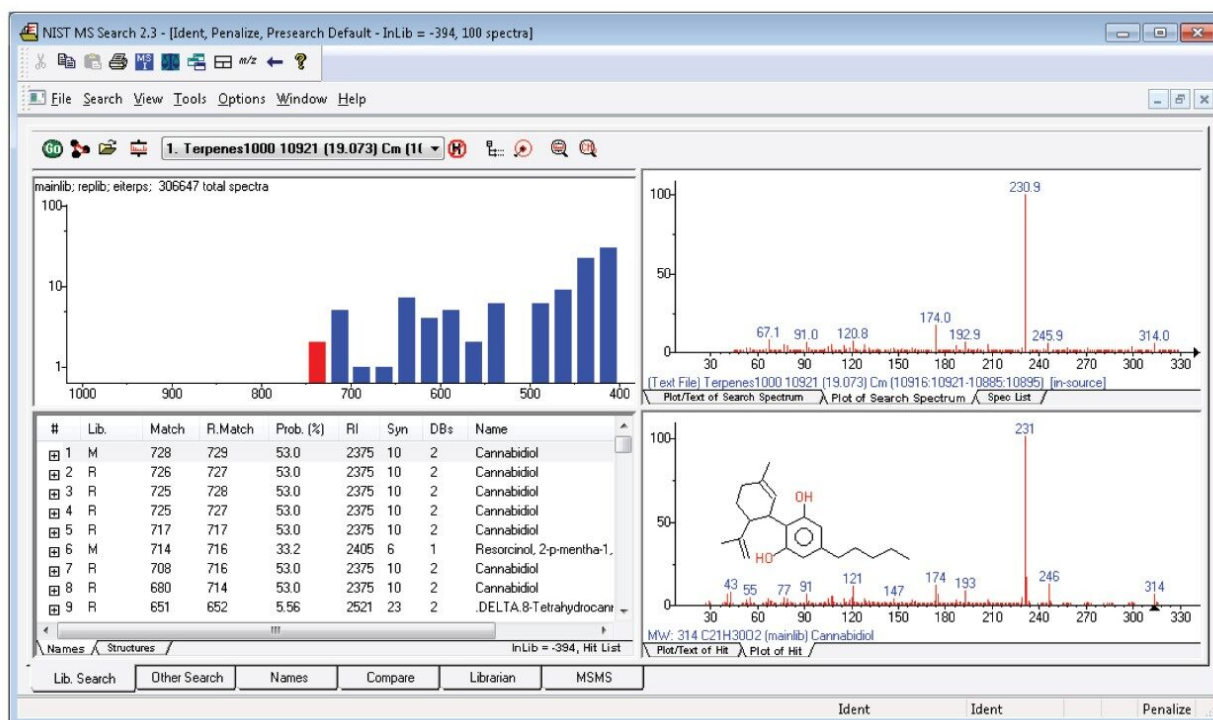 NIST MS Search 2.3 - [Ident, Penalize, Presearch Default - InLib = -394, 100 spectra]
m/z
File Search View Tools Options Window Help
1. Terpenes1000 10921 (19.073) Cm (1(
mainlib; repllib; eiterps; 306647 total spectra
100
10
1
1000 900 800 700 600 500 400
# Lib. Match R.Match Prob. (%) RI Syn DBs Name
1 M 728 729 53.0 2375 10 2 Cannabidiol
2 R 726 727 53.0 2375 10 2 Cannabidiol
3 R 725 728 53.0 2375 10 2 Cannabidiol
4 R 725 727 53.0 2375 10 2 Cannabidiol
5 R 717 717 53.0 2375 10 2 Cannabidiol
6 M 714 716 33.2 2405 6 1 Resorcinol, 2-p-mentha-1,
7 R 708 716 53.0 2375 10 2 Cannabidiol
8 R 680 714 53.0 2375 10 2 Cannabidiol
9 R 651 652 5.56 2521 23 2 .DELTA.8-Tetrahydrocanr
Names Structures InLib = -394, Hit List
100
50
0
230.9
67.1 91.0 120.8 174.0 192.9 245.9 314.0
30 60 90 120 150 180 210 240 270 300 330
(Text File) Terpenes1000 10921 (19.073) Cm (10916:10921-10885:10895) [in-source]
Plot/Text of Search Spectrum Plot of Search Spectrum Spec List
100
50
0
231
OH
HO
43 55 77 91 121 147 174 193 246 314
30 60 90 120 150 180 210 240 270 300 330
MW: 314 C21H30O2 (mainlib) Cannabidiol
Plot/Text of Hit Plot of Hit
Lib. Search Other Search Names Compare Librarian MSMS
Ident Ident Penalize